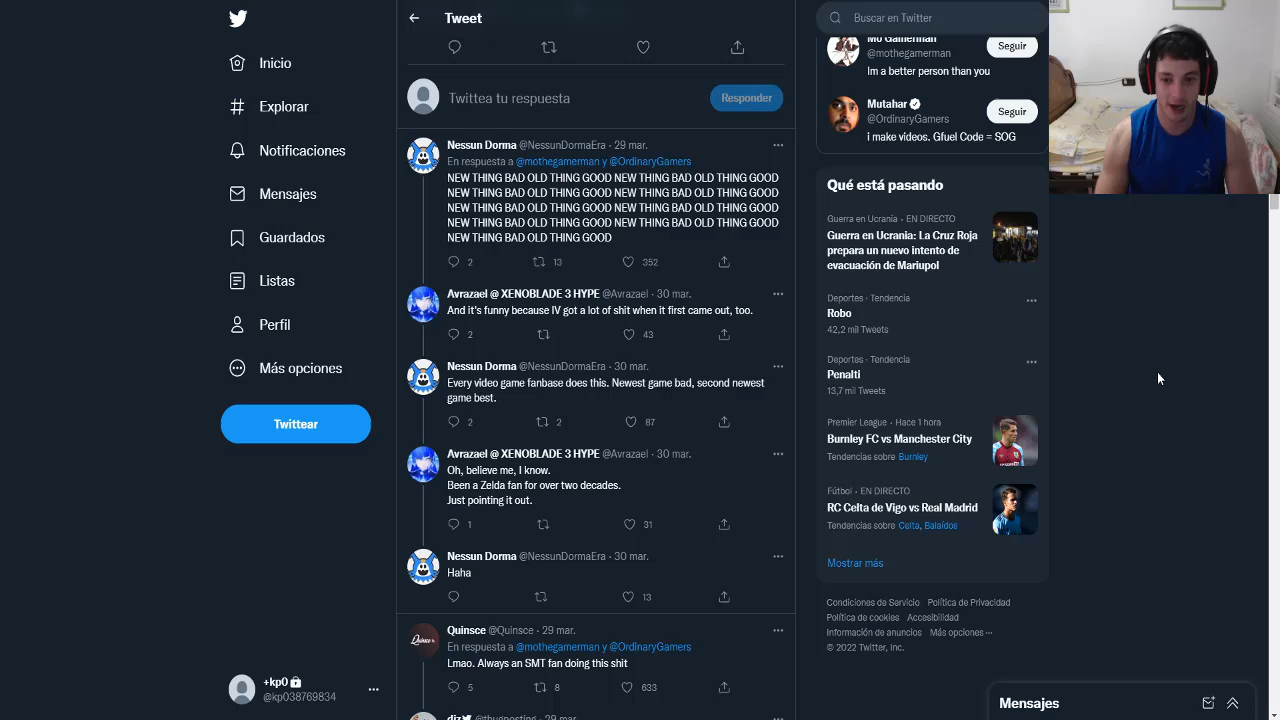 Inicio
Explorar
Notificaciones
Mensajes
Guardados
Listas
Perfil
Más opciones
Twittear
+kp0
@kp038769834
Tweet
Twittea tu respuesta
Responder
Nessun Dorma @NessunDormaEra · 29 mar.
En respuesta a @mothegamerman y @OrdinaryGamers
NEW THING BAD OLD THING GOOD NEW THING BAD OLD THING GOOD
NEW THING BAD OLD THING GOOD NEW THING BAD OLD THING GOOD
NEW THING BAD OLD THING GOOD NEW THING BAD OLD THING GOOD
NEW THING BAD OLD THING GOOD NEW THING BAD OLD THING GOOD
NEW THING BAD OLD THING GOOD
2 13 352
Avrazael @ XENOBLADE 3 HYPE @Avrazael · 30 mar.
And it's funny because IV got a lot of shit when it first came out, too.
2 43
Nessun Dorma @NessunDormaEra · 30 mar.
Every video game fanbase does this. Newest game bad, second newest
game best.
2 2 87
Avrazael @ XENOBLADE 3 HYPE @Avrazael · 30 mar.
Oh, believe me, I know.
Been a Zelda fan for over two decades.
Just pointing it out.
1 31
Nessun Dorma @NessunDormaEra · 30 mar.
Haha
13
Quinsce @Quinsce · 29 mar.
En respuesta a @mothegamerman y @OrdinaryGamers
Lmao. Always an SMT fan doing this shit
5 8 633
diz @thugposting · 29 mar.
Buscar en Twitter
Mo Gamerman
@mothegamerman
Seguir
Im a better person than you
Mutahar
@OrdinaryGamers
Seguir
i make videos. Gfuel Code = SOG
Qué está pasando
Guerra en Ucrania · EN DIRECTO
Guerra en Ucrania: La Cruz Roja
prepara un nuevo intento de
evacuación de Mariupol
Deportes · Tendencia
Robo
42,2 mil Tweets
Deportes · Tendencia
Penalti
13,7 mil Tweets
Premier League · Hace 1 hora
Burnley FC vs Manchester City
Tendencias sobre Burnley
Fútbol · EN DIRECTO
RC Celta de Vigo vs Real Madrid
Tendencias sobre Celta, Balaídos
Mostrar más
Condiciones de Servicio Política de Privacidad
Política de cookies Accesibilidad
Información de anuncios Más opciones ···
© 2022 Twitter, Inc.
Mensajes